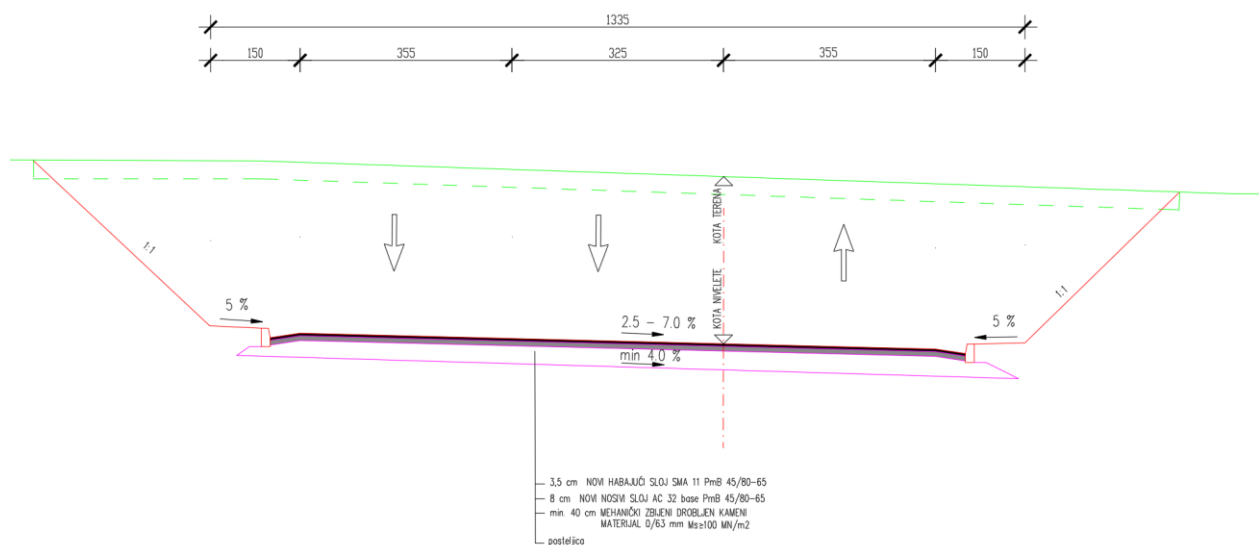 1335
150 355 325 355 150
KOTA TERENA
KOTA NIVELETE
1:1
1:1
5 %
2.5 – 7.0 %
5 %
min 4.0 %
3,5 cm NOVI HABAJUĆI SLOJ SMA 11 PmB 45/80-65
8 cm NOVI NOSIVI SLOJ AC 32 base PmB 45/80-65
min. 40 cm MEHANIČKI ZBIJENI DROBLJEN KAMENI
MATERIJAL 0/63 mm Ms≥100 MN/m2
posteljica